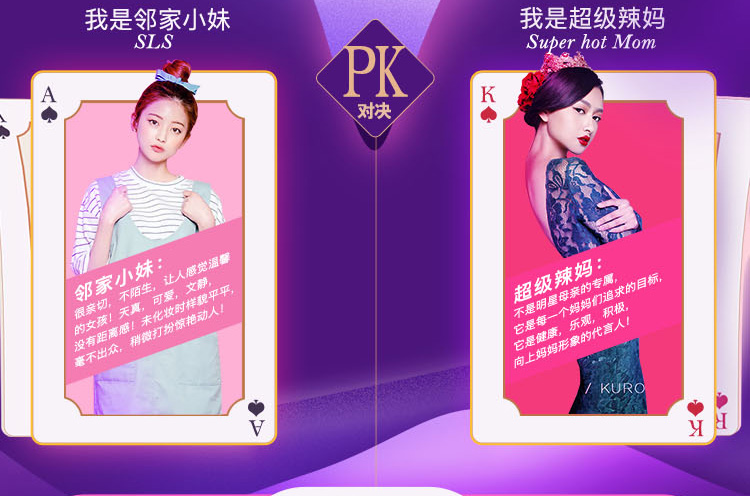 我是邻家小妹
SLS
PK
对决
我是超级辣妈
Super hot Mom
A
邻家小妹：
很亲切，不陌生，让人感觉温馨
的女孩！天真，可爱，文静，
没有距离感！未化妆时样貌平平，
毫不出众，稍微打扮惊艳动人！
A
K
超级辣妈：
不是明星母亲的专属，
它是每一个妈妈们追求的目标，
它是健康，乐观，积极，
向上妈妈形象的代言人！
/ KURO
K